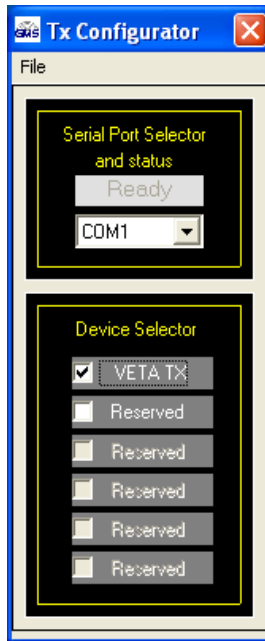 GMS Tx Configurator
File
Serial Port Selector
and status
Ready
COM1
Device Selector
VETA TX
Reserved
Reserved
Reserved
Reserved
Reserved